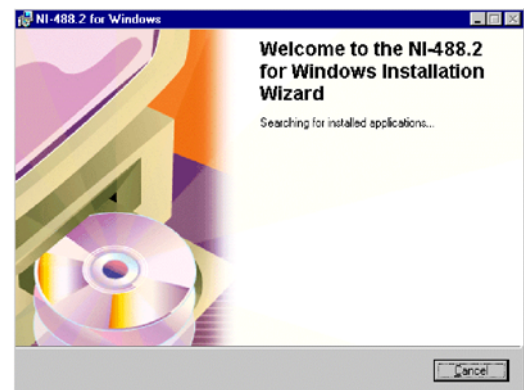 NI-488.2 for Windows
Welcome to the NI-488.2
for Windows Installation
Wizard
Searching for installed applications...
Cancel